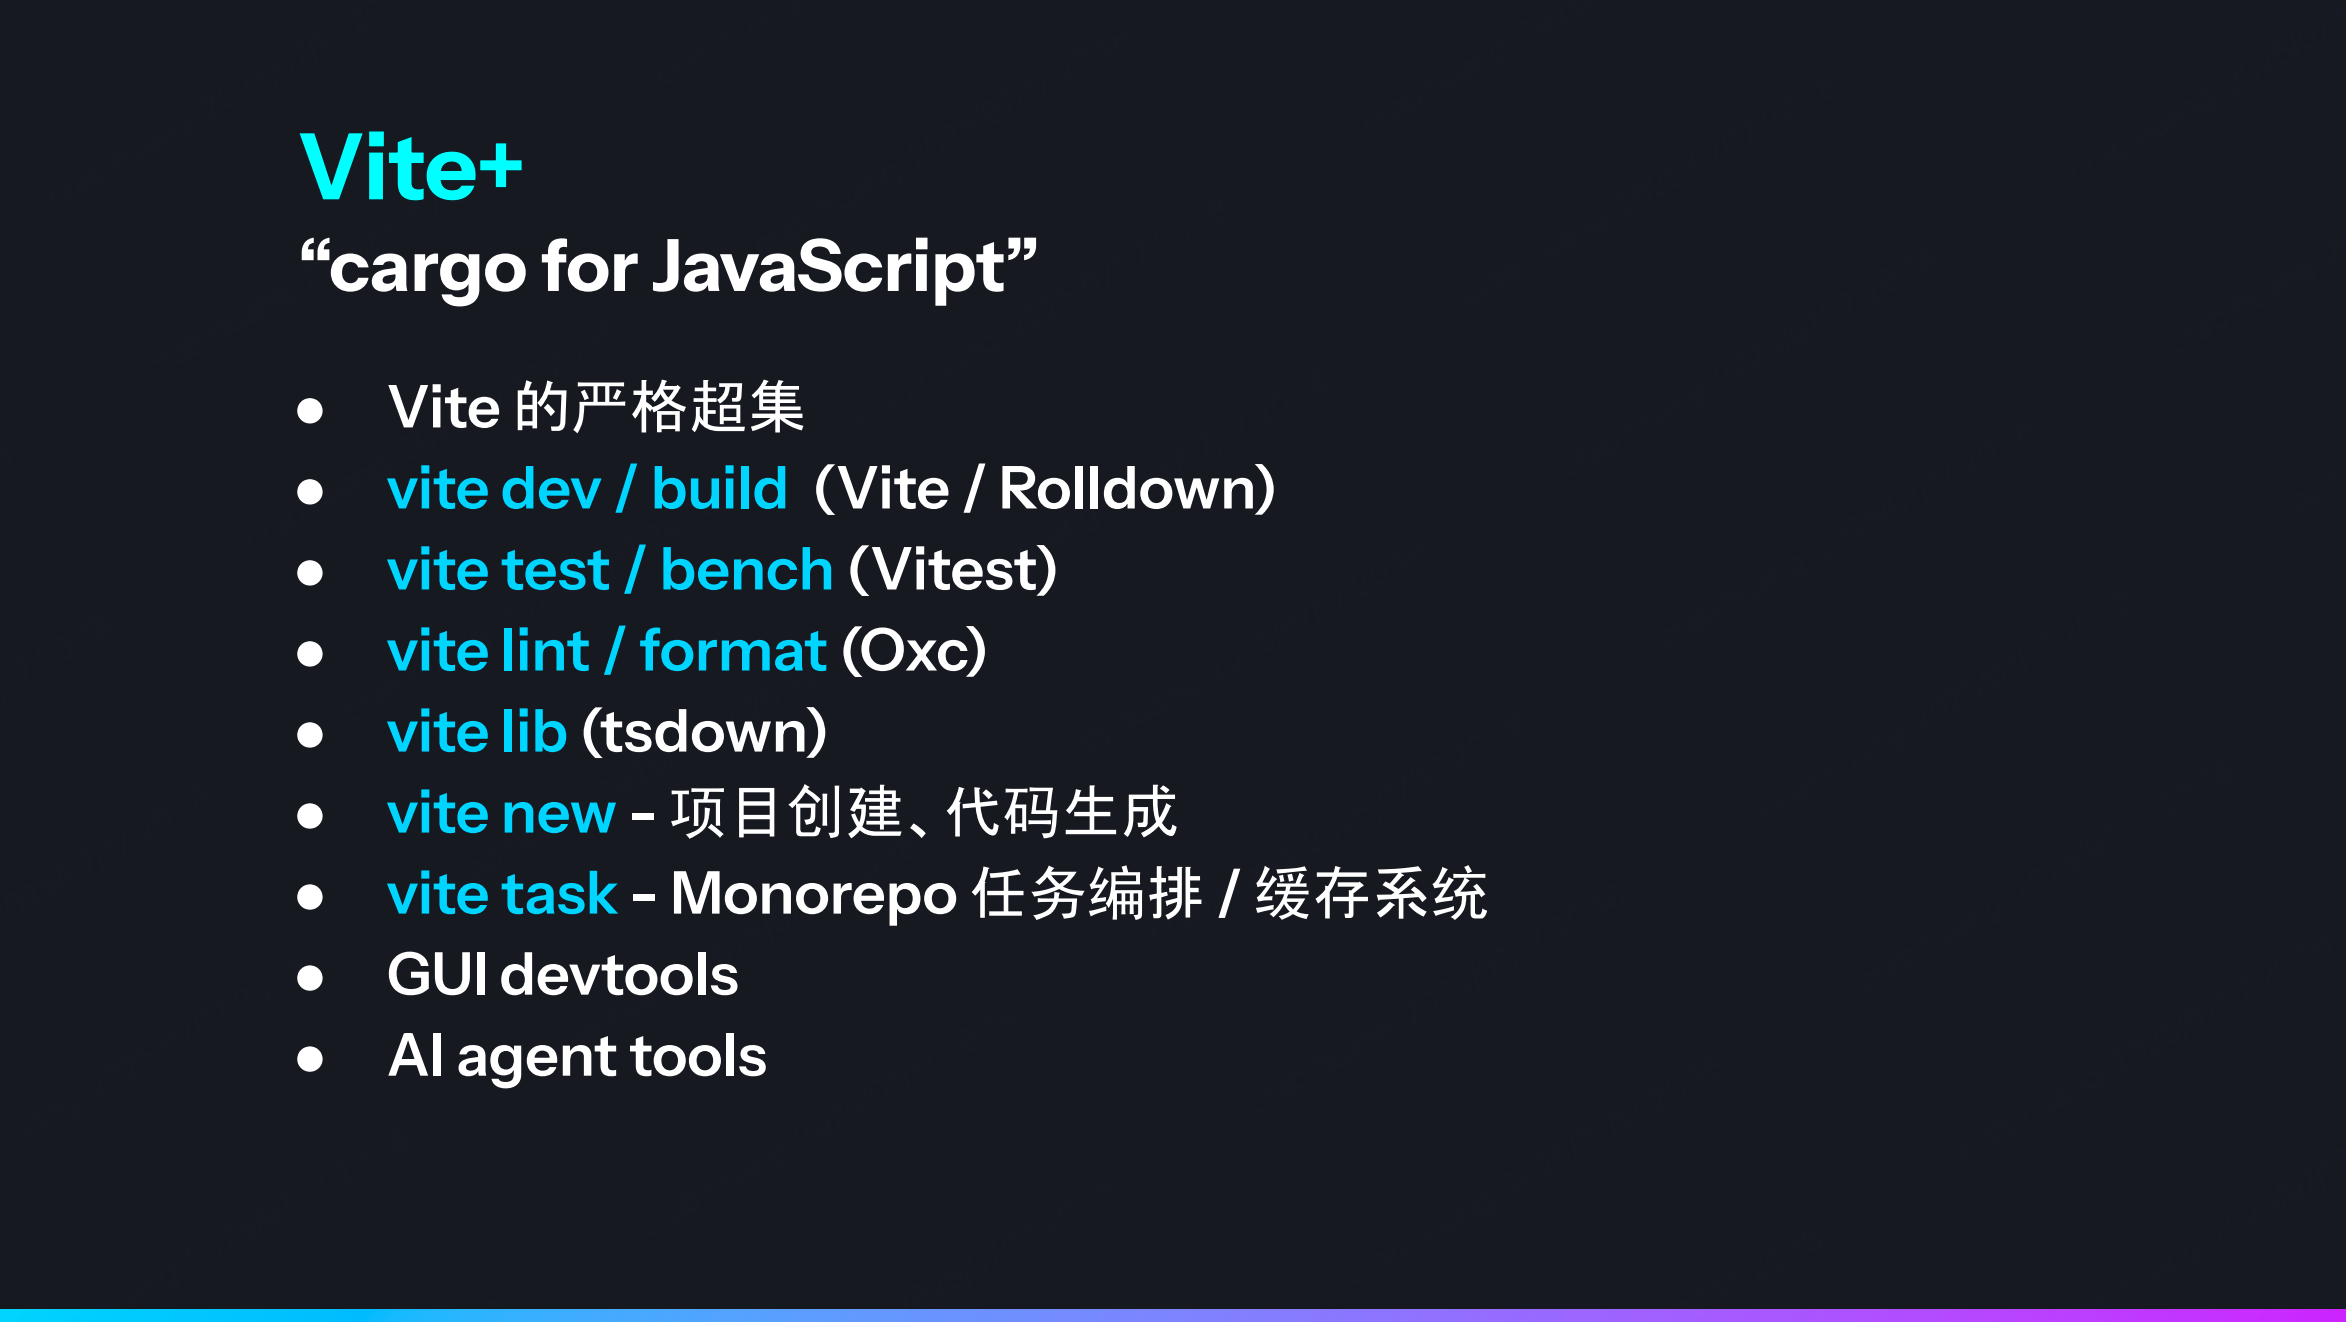 Vite+
“cargo for JavaScript”
● Vite 的严格超集
● vite dev / build (Vite / Rolldown)
● vite test / bench (Vitest)
● vite lint / format (Oxc)
● vite lib (tsdown)
● vite new - 项目创建、代码生成
● vite task - Monorepo 任务编排 / 缓存系统
● GUI devtools
● AI agent tools